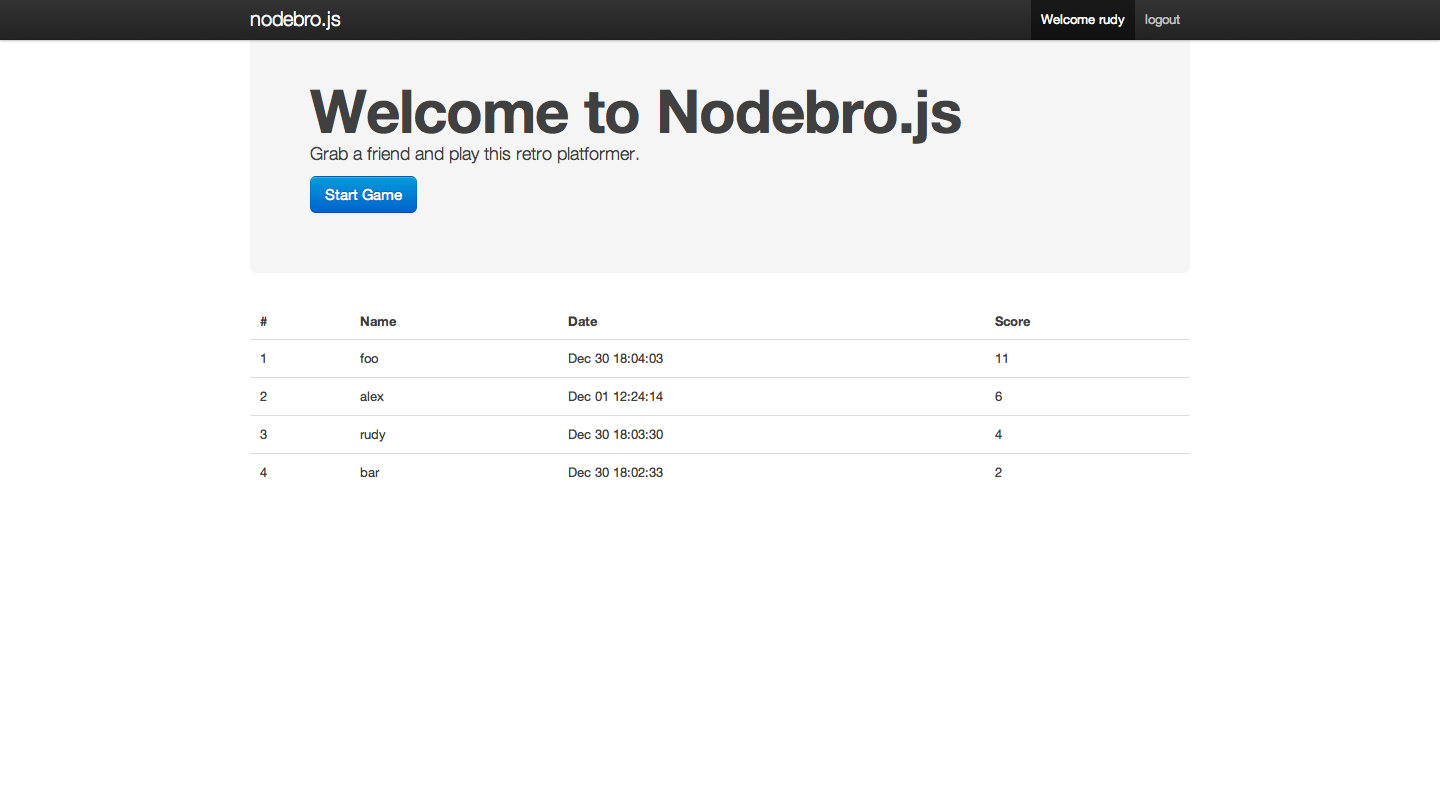 nodebro.js Welcome rudy logout
Welcome to Nodebro.js
Grab a friend and play this retro platformer.
Start Game
# Name Date Score
1 foo Dec 30 18:04:03 11
2 alex Dec 01 12:24:14 6
3 rudy Dec 30 18:03:30 4
4 bar Dec 30 18:02:33 2